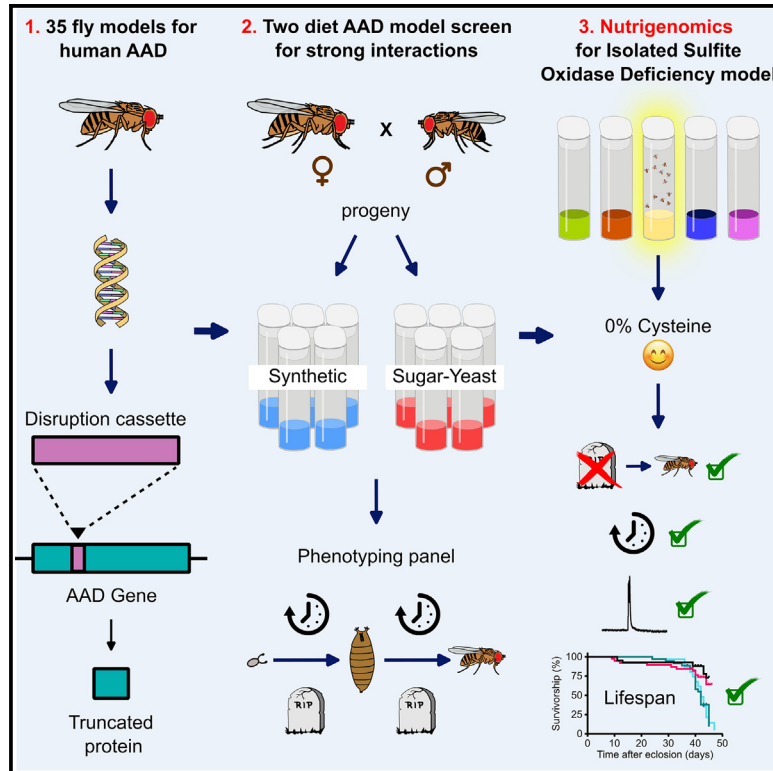 1. 35 fly models for
human AAD
Disruption cassette
AAD Gene
Truncated
protein
2. Two diet AAD model screen
for strong interactions
x
♀
♂
progeny
Synthetic
Sugar-Yeast
Phenotyping panel
RIP
RIP
3. Nutrigenomics
for Isolated Sulfite
Oxidase Deficiency model
0% Cysteine
RIP
Survivorship (%)
100
75
50
25
0
Lifespan
0 10 20 30 40 50
Time after eclosion (days)